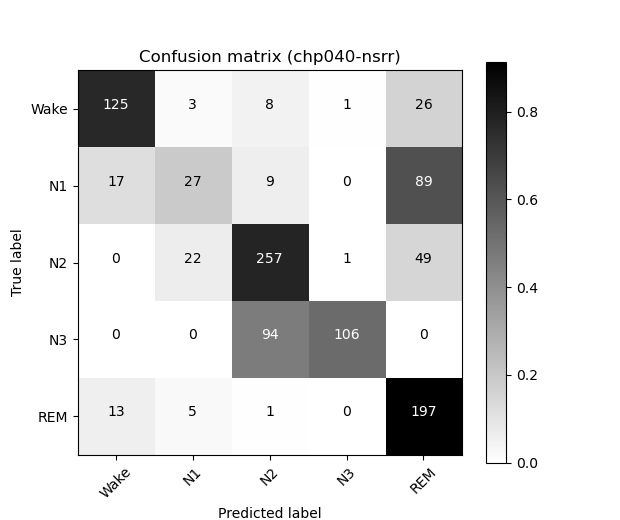 Confusion matrix (chp040-nsrr)
Wake 125 3 8 1 26
N1 17 27 9 0 89
N2 0 22 257 1 49
N3 0 0 94 106 0
REM 13 5 1 0 197
Wake N1 N2 N3 REM
Predicted label
True label
0.8
0.6
0.4
0.2
0.0